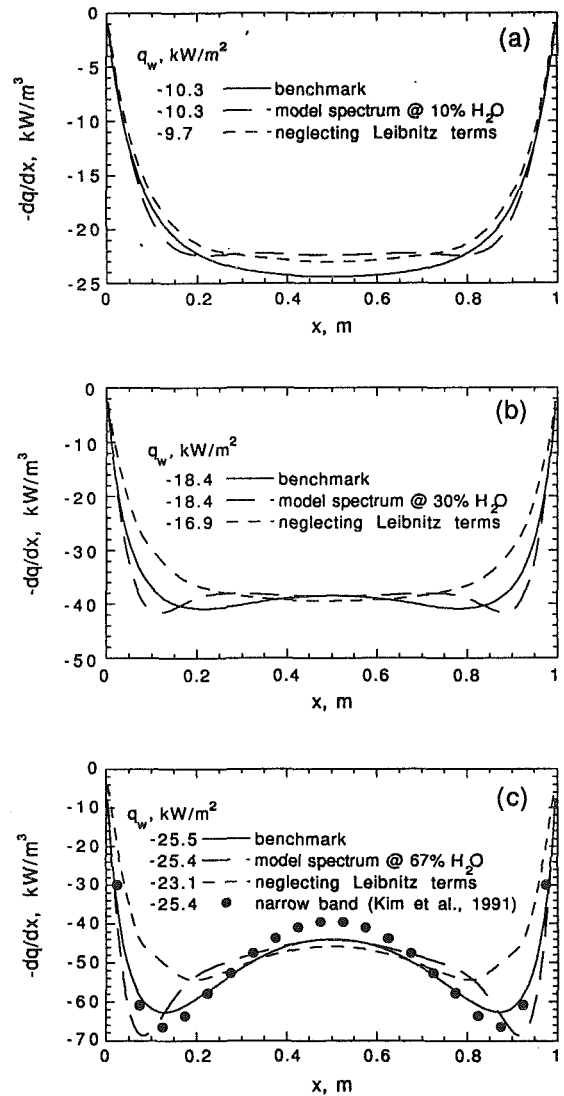 (a)
0
-5
-10
-15
-20
-25
-dq/dx, kW/m³
q_w, kW/m²
-10.3 benchmark
-10.3 model spectrum @ 10% H₂O
-9.7 neglecting Leibnitz terms
0 0.2 0.4 0.6 0.8 1
x, m
(b)
0
-10
-20
-30
-40
-50
-dq/dx, kW/m³
q_w, kW/m²
-18.4 benchmark
-18.4 model spectrum @ 30% H₂O
-16.9 neglecting Leibnitz terms
0 0.2 0.4 0.6 0.8 1
x, m
(c)
0
-10
-20
-30
-40
-50
-60
-70
-dq/dx, kW/m³
q_w, kW/m²
-25.5 benchmark
-25.4 model spectrum @ 67% H₂O
-23.1 neglecting Leibnitz terms
-25.4 narrow band (Kim et al., 1991)
0 0.2 0.4 0.6 0.8 1
x, m